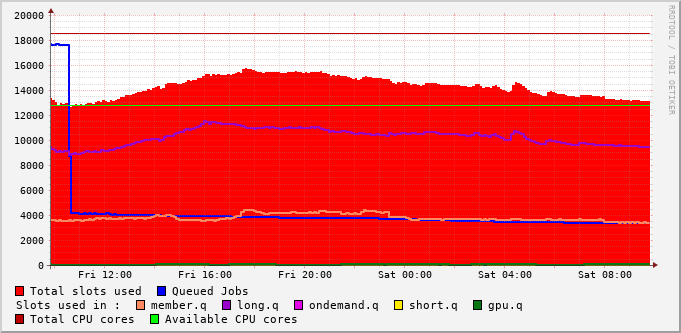 RRDTOOL / TOBI OETIKER
20000
18000
16000
14000
12000
10000
8000
6000
4000
2000
0
Fri 12:00 Fri 16:00 Fri 20:00 Sat 00:00 Sat 04:00 Sat 08:00
Total slots used Queued Jobs
Slots used in : member.q long.q ondemand.q short.q gpu.q
Total CPU cores Available CPU cores